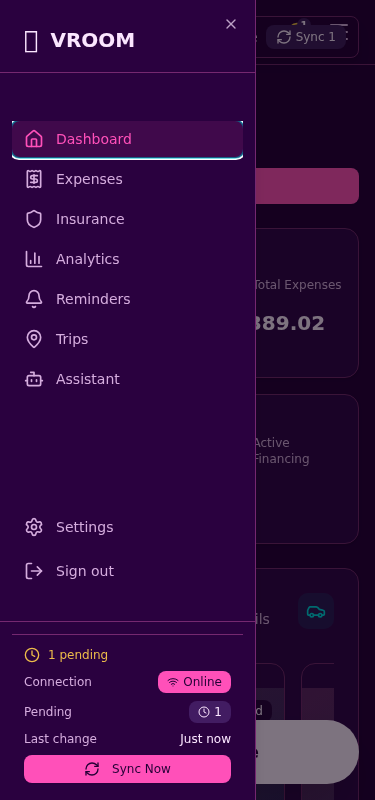 VROOM
Dashboard
Expenses
Insurance
Analytics
Reminders
Trips
Assistant
Settings
Sign out
1 pending
Connection
Online
Pending
1
Last change
Just now
Sync Now
1
Sync 1
Total Expenses
389.02
Active
Financing